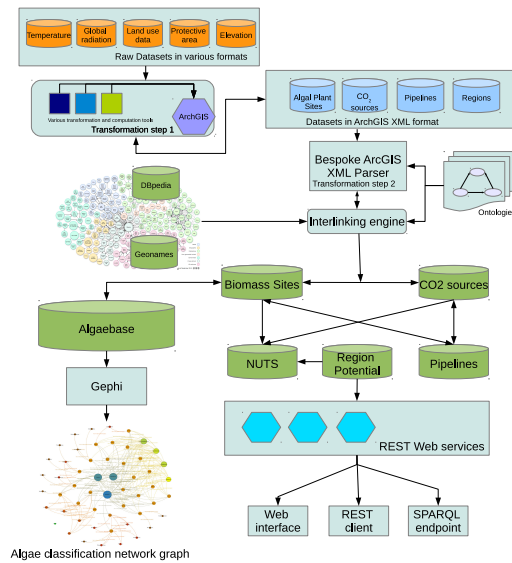 Temperature
Global
radiation
Land use
data
Protective
area
Elevation
Raw Datasets in various formats
ArchGIS
Various transformation and computation tools
Transformation step 1
Algal Plant
Sites
CO2
sources
Pipelines
Regions
Datasets in ArchGIS XML format
Bespoke ArcGIS
XML Parser
Transformation step 2
Ontologie
DBpedia
Geonames
Interlinking engine
Biomass Sites
CO2 sources
Algaebase
NUTS
Region
Potential
Pipelines
Gephi
REST Web services
Web
interface
REST
client
SPARQL
endpoint
Algae classification network graph